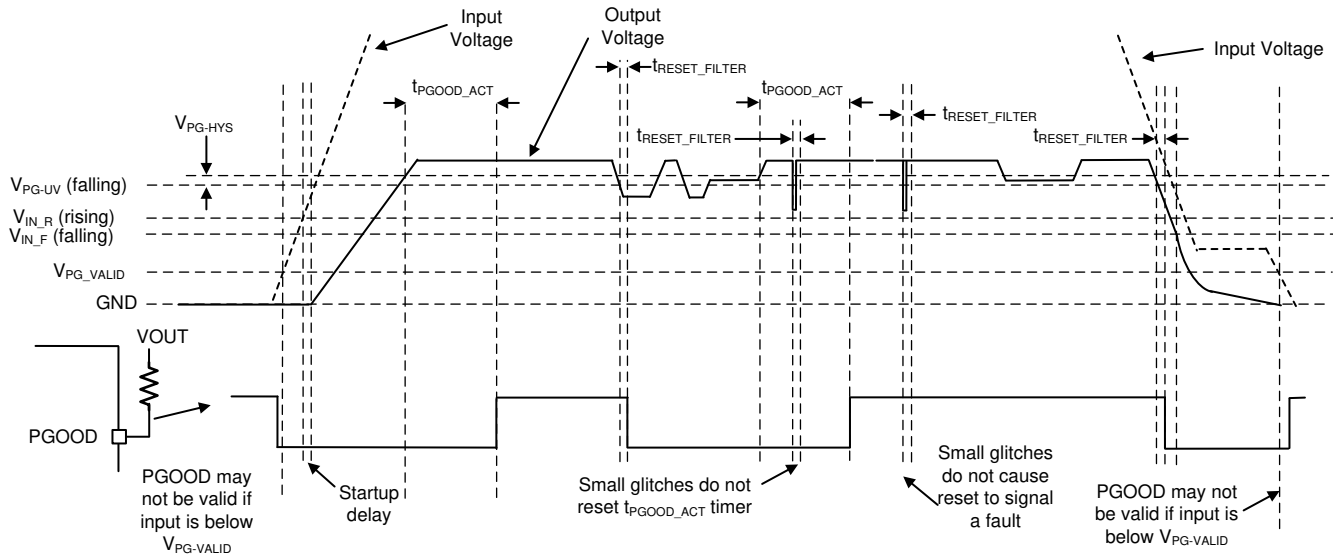 Input
Voltage
Output
Voltage
Input Voltage
tRESET_FILTER
tPGOOD_ACT
tPGOOD_ACT
tRESET_FILTER
tRESET_FILTER
tRESET_FILTER
VPG-HYS
VPG-UV (falling)
VIN_R (rising)
VIN_F (falling)
VPG_VALID
GND
VOUT
PGOOD
PGOOD may
not be valid if
input is below
VPG-VALID
Startup
delay
Small glitches do not
reset tPGOOD_ACT timer
Small glitches
do not cause
reset to signal
a fault
PGOOD may not
be valid if input is
below VPG-VALID